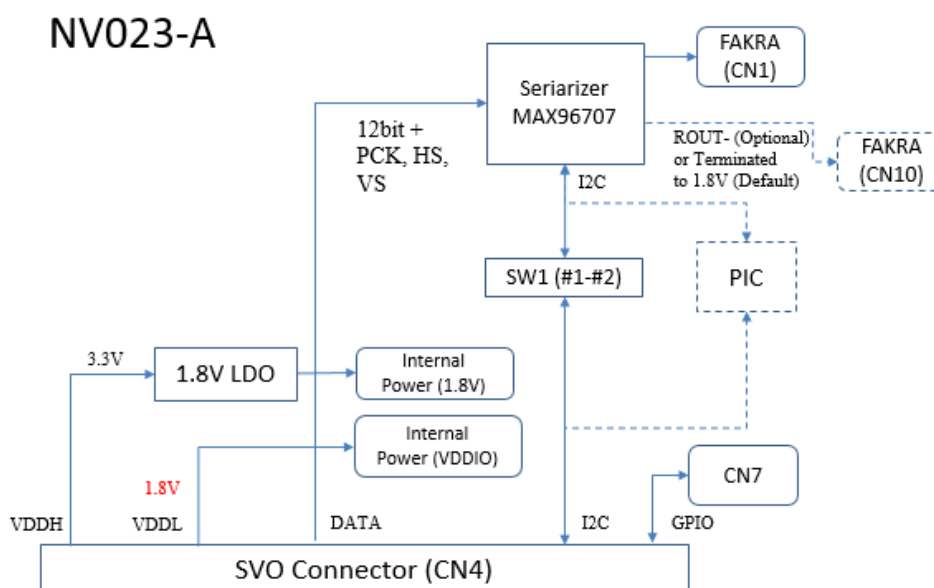 NV023-A
Seriarizer
MAX96707
FAKRA
(CN1)
12bit +
PCK, HS,
VS
ROUT- (Optional)
or Terminated
to 1.8V (Default)
FAKRA
(CN10)
I2C
SW1 (#1-#2)
PIC
3.3V
1.8V LDO
Internal
Power (1.8V)
Internal
Power (VDDIO)
1.8V
CN7
VDDH
VDDL
DATA
I2C
GPIO
SVO Connector (CN4)